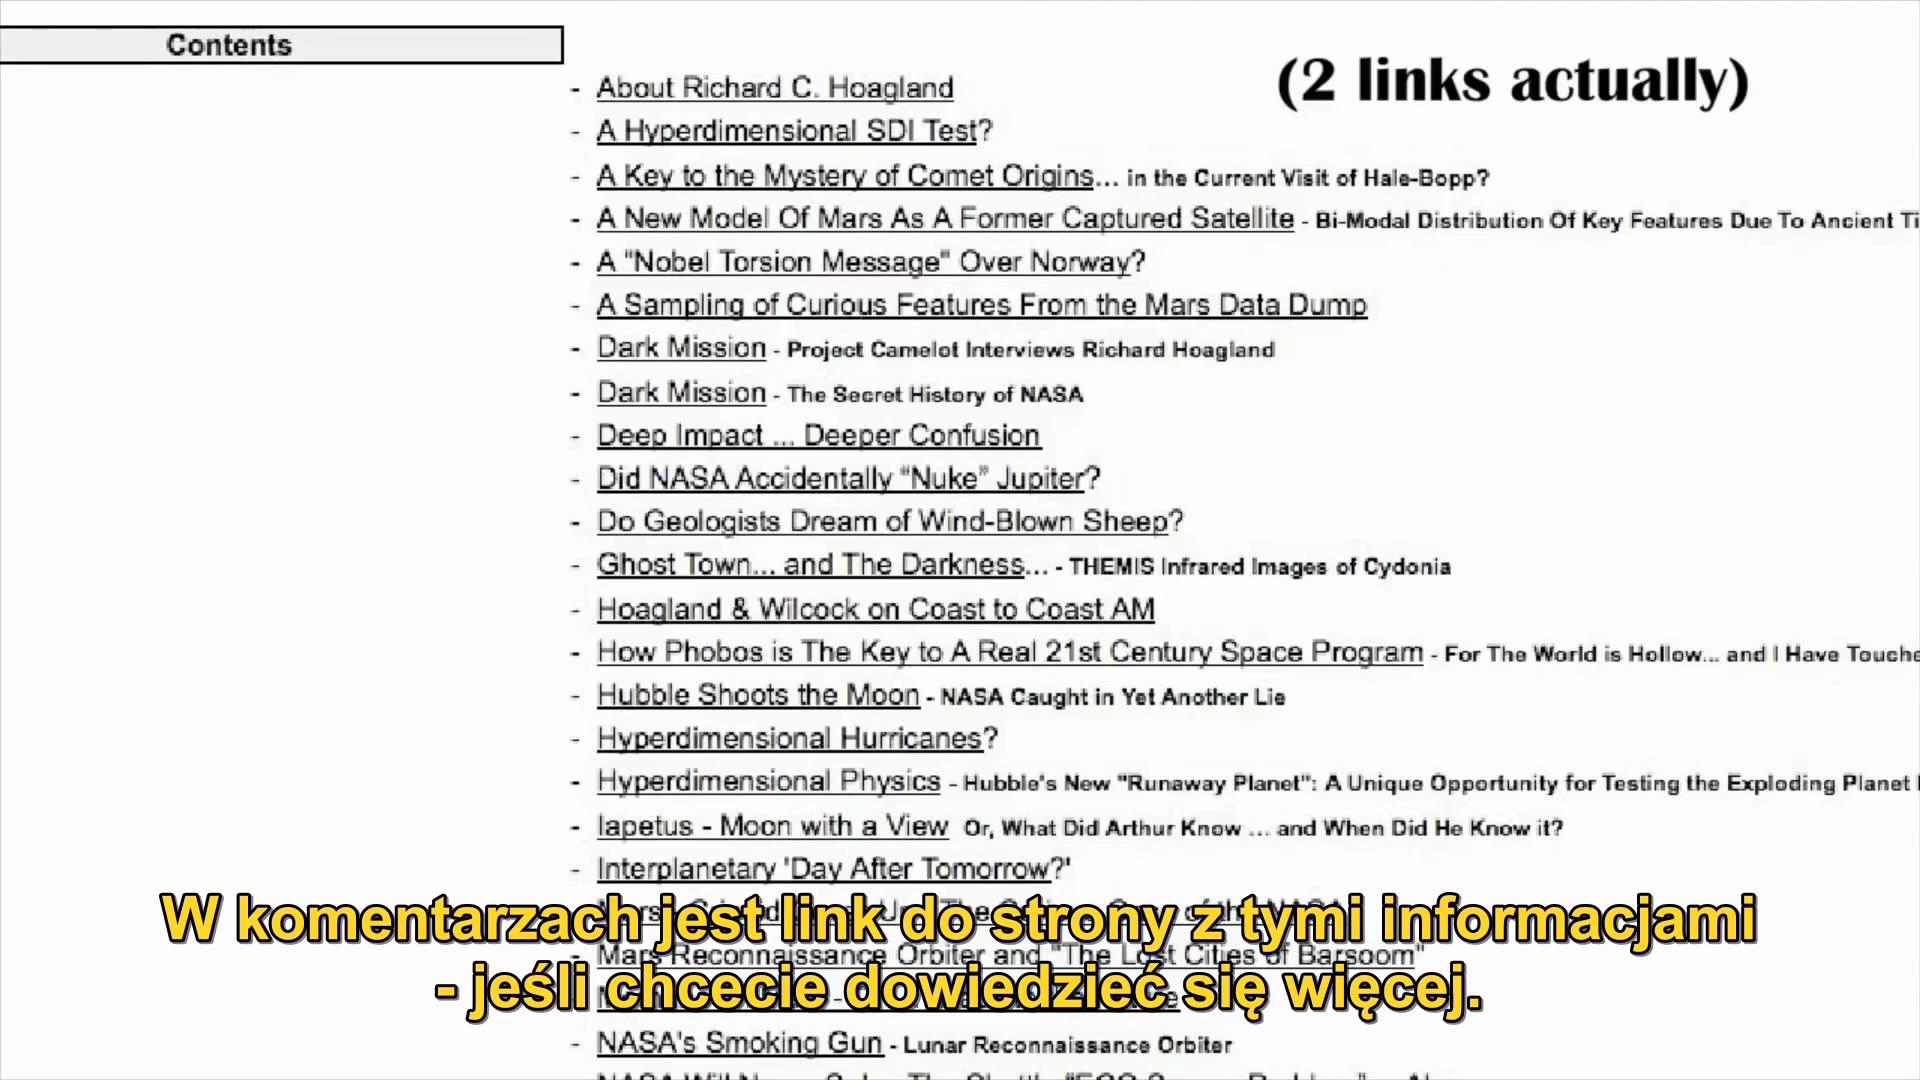 Contents
(2 links actually)
- About Richard C. Hoagland
- A Hyperdimensional SDI Test?
- A Key to the Mystery of Comet Origins... in the Current Visit of Hale-Bopp?
- A New Model Of Mars As A Former Captured Satellite - Bi-Modal Distribution Of Key Features Due To Ancient Ti
- A "Nobel Torsion Message" Over Norway?
- A Sampling of Curious Features From the Mars Data Dump
- Dark Mission - Project Camelot Interviews Richard Hoagland
- Dark Mission - The Secret History of NASA
- Deep Impact ... Deeper Confusion
- Did NASA Accidentally “Nuke” Jupiter?
- Do Geologists Dream of Wind-Blown Sheep?
- Ghost Town... and The Darkness... - THEMIS Infrared Images of Cydonia
- Hoagland & Wilcock on Coast to Coast AM
- How Phobos is The Key to A Real 21st Century Space Program - For The World is Hollow... and I Have Touche
- Hubble Shoots the Moon - NASA Caught in Yet Another Lie
- Hyperdimensional Hurricanes?
- Hyperdimensional Physics - Hubble's New "Runaway Planet": A Unique Opportunity for Testing the Exploding Planet
- Iapetus - Moon with a View Or, What Did Arthur Know ... and When Did He Know it?
- Interplanetary 'Day After Tomorrow?'
W komentarzach jest link do strony z tymi informacjami
Mars Reconnaissance Orbiter and "The Lost Cities of Barsoom"
- jeśli chcecie dowiedzieć się więcej.
- NASA's Smoking Gun - Lunar Reconnaissance Orbiter